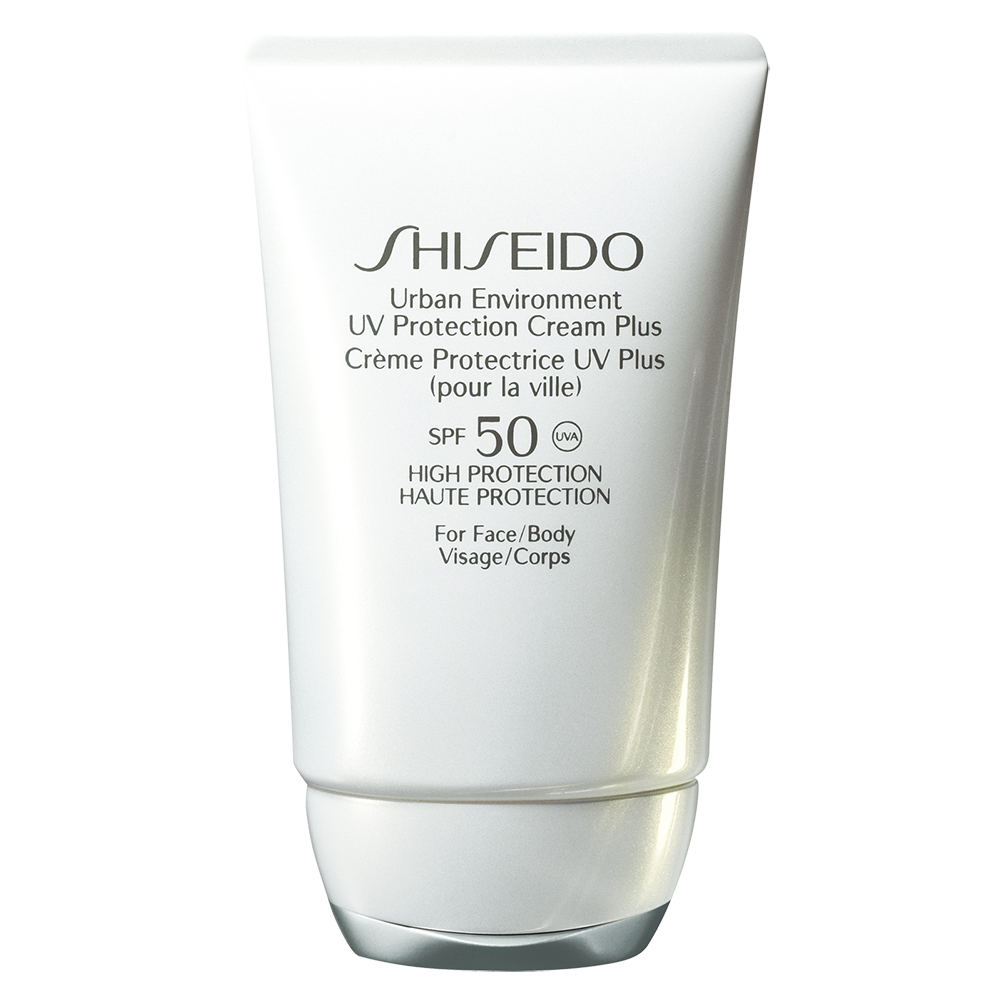 SHISEIDO
Urban Environment
UV Protection Cream Plus
Crème Protectrice UV Plus
(pour la ville)
SPF 50 UVA
HIGH PROTECTION
HAUTE PROTECTION
For Face/Body
Visage/Corps